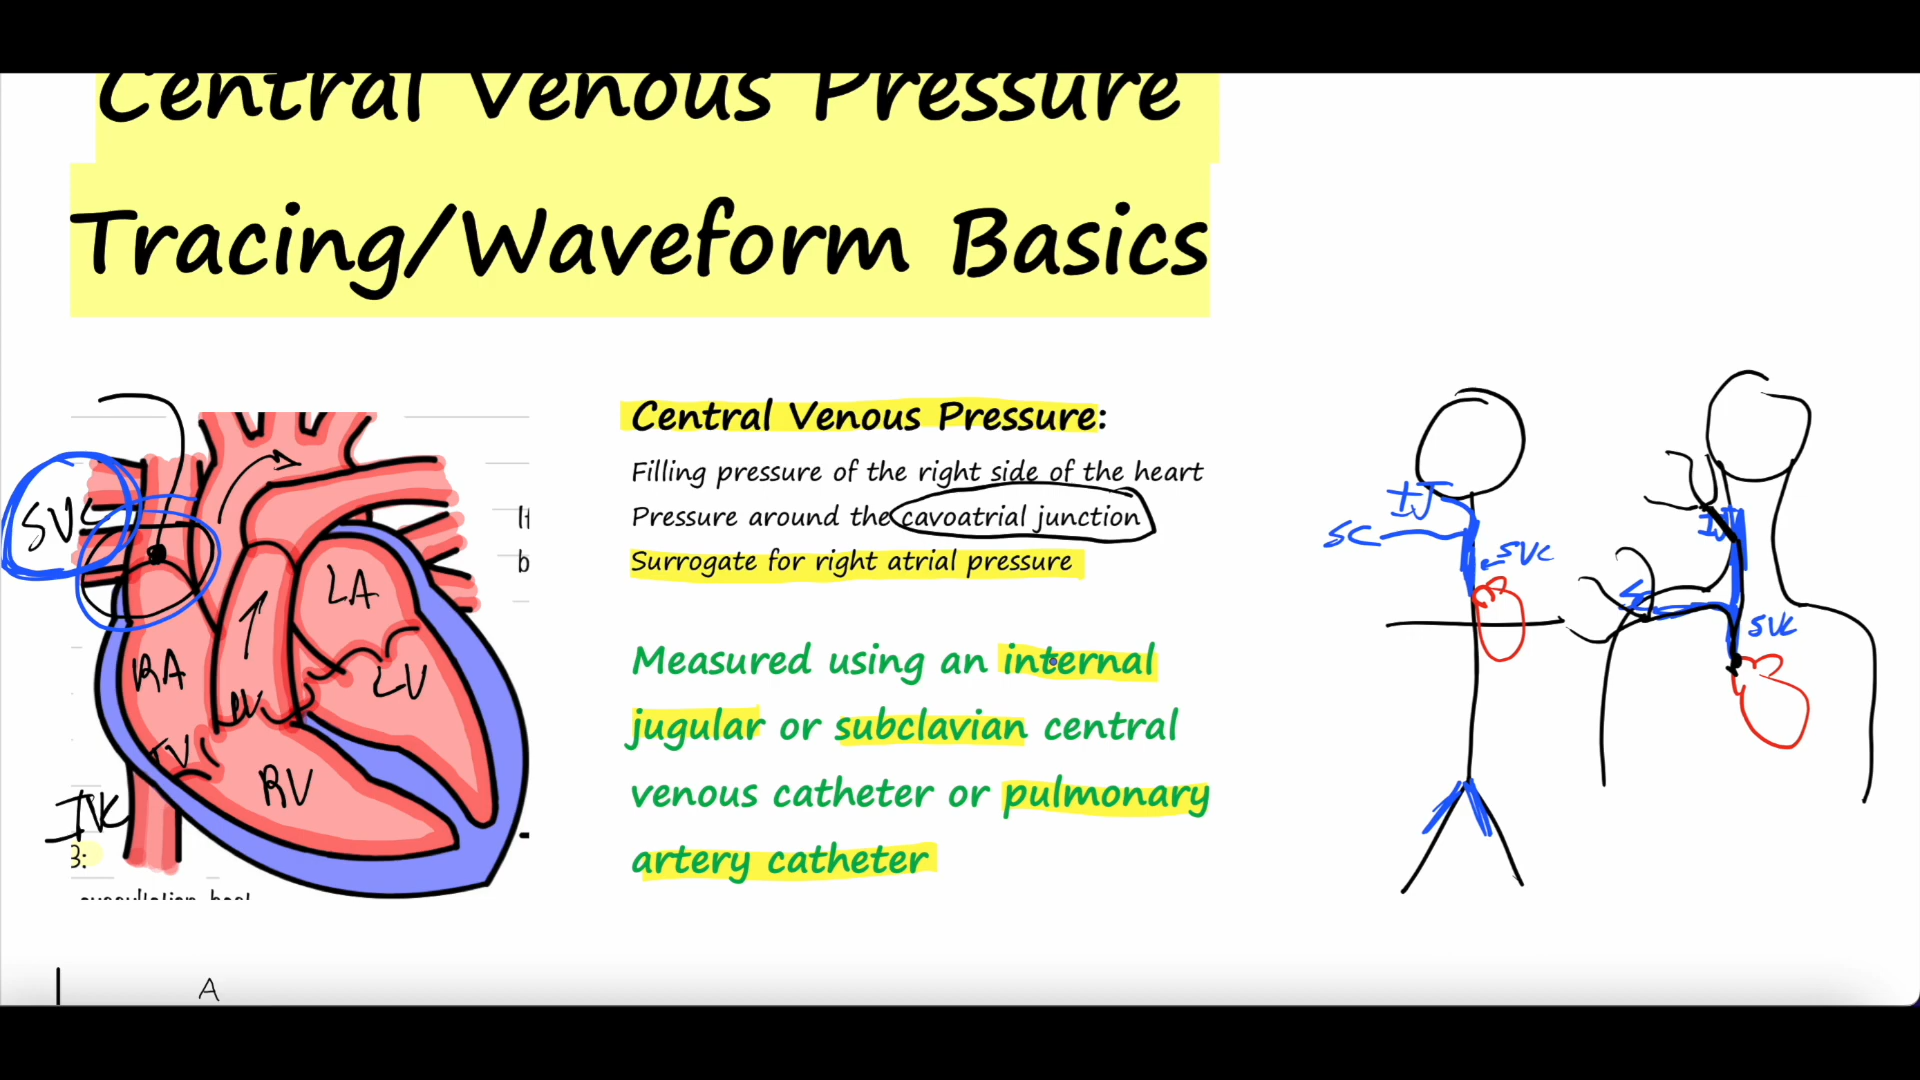 Central Venous Pressure
Tracing/Waveform Basics
Central Venous Pressure:
Filling pressure of the right side of the heart
Pressure around the cavoatrial junction
Surrogate for right atrial pressure
Measured using an internal
jugular or subclavian central
venous catheter or pulmonary
artery catheter
SVC
LA
RA
LV
PV
TV
RV
IVC
B:
b
A
IJ
SC
SVC
IJ
SVC